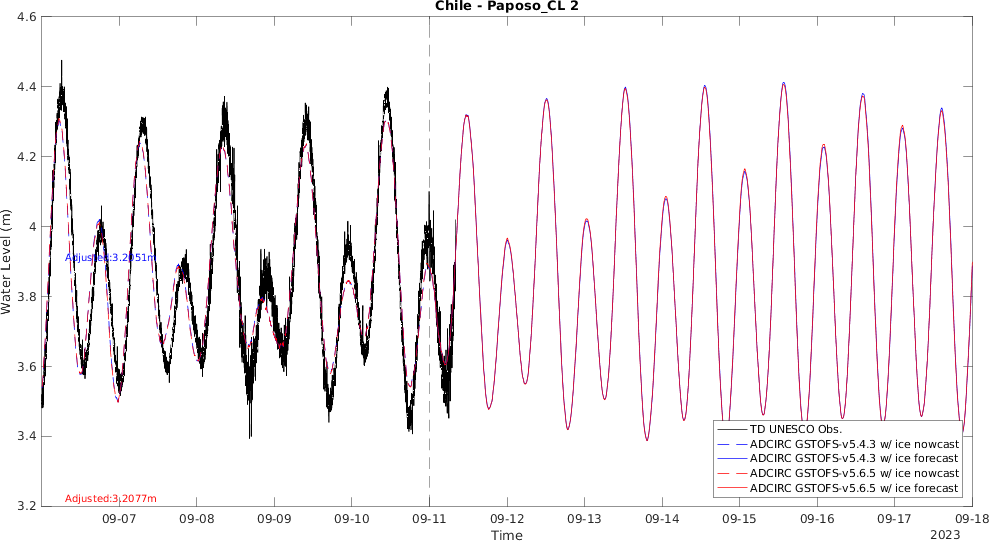 Chile - Paposo_CL 2
4.6
4.4
4.2
4
3.8
3.6
3.4
3.2
Water Level (m)
Adjusted:3.2051m
Adjusted:3.2077m
TD UNESCO Obs.
ADCIRC GSTOFS-v5.4.3 w/ ice nowcast
ADCIRC GSTOFS-v5.4.3 w/ ice forecast
ADCIRC GSTOFS-v5.6.5 w/ ice nowcast
ADCIRC GSTOFS-v5.6.5 w/ ice forecast
09-07 09-08 09-09 09-10 09-11 09-12 09-13 09-14 09-15 09-16 09-17 09-18
Time
2023